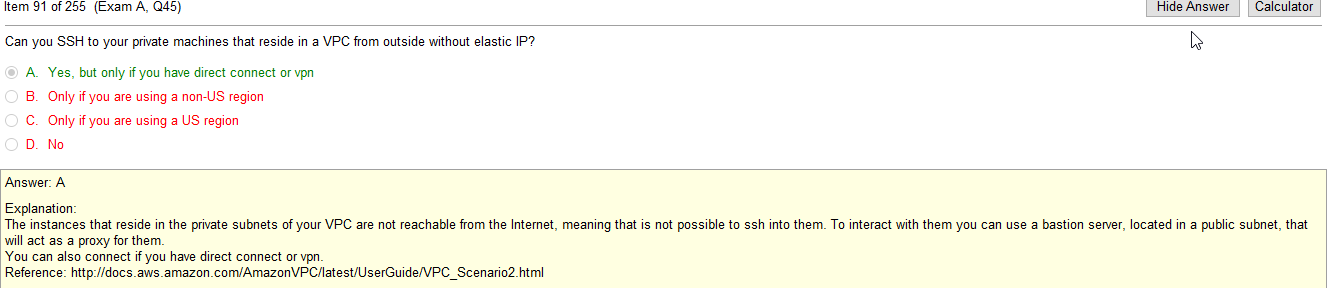 Item 91 of 255 (Exam A, Q45)
Hide Answer
Calculator
Can you SSH to your private machines that reside in a VPC from outside without elastic IP?
A. Yes, but only if you have direct connect or vpn
B. Only if you are using a non-US region
C. Only if you are using a US region
D. No
Answer: A
Explanation:
The instances that reside in the private subnets of your VPC are not reachable from the Internet, meaning that is not possible to ssh into them. To interact with them you can use a bastion server, located in a public subnet, that
will act as a proxy for them.
You can also connect if you have direct connect or vpn.
Reference: http://docs.aws.amazon.com/AmazonVPC/latest/UserGuide/VPC_Scenario2.html